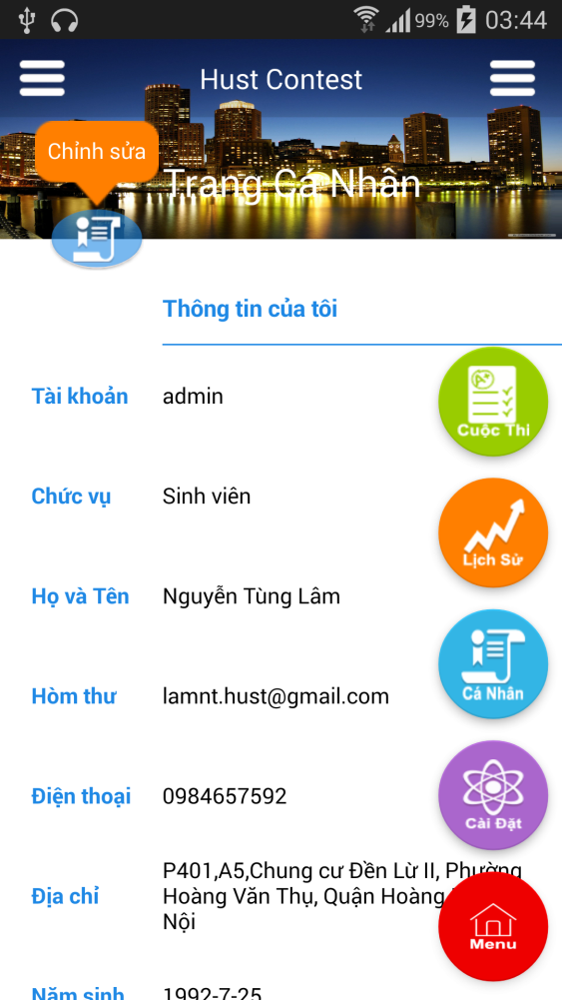 99% 03:44
Hust Contest
Chỉnh sửa
Trang Cá Nhân
Thông tin của tôi
Tài khoản admin
Cuộc Thi
Chức vụ Sinh viên
Lịch Sử
Họ và Tên Nguyễn Tùng Lâm
Cá Nhân
Hòm thư lamnt.hust@gmail.com
Điện thoại 0984657592
Cài Đặt
P401,A5,Chung cư Đền Lừ II, Phường
Địa chỉ Hoàng Văn Thụ, Quận Hoàng
Nội
Menu
Năm sinh 1992-7-25